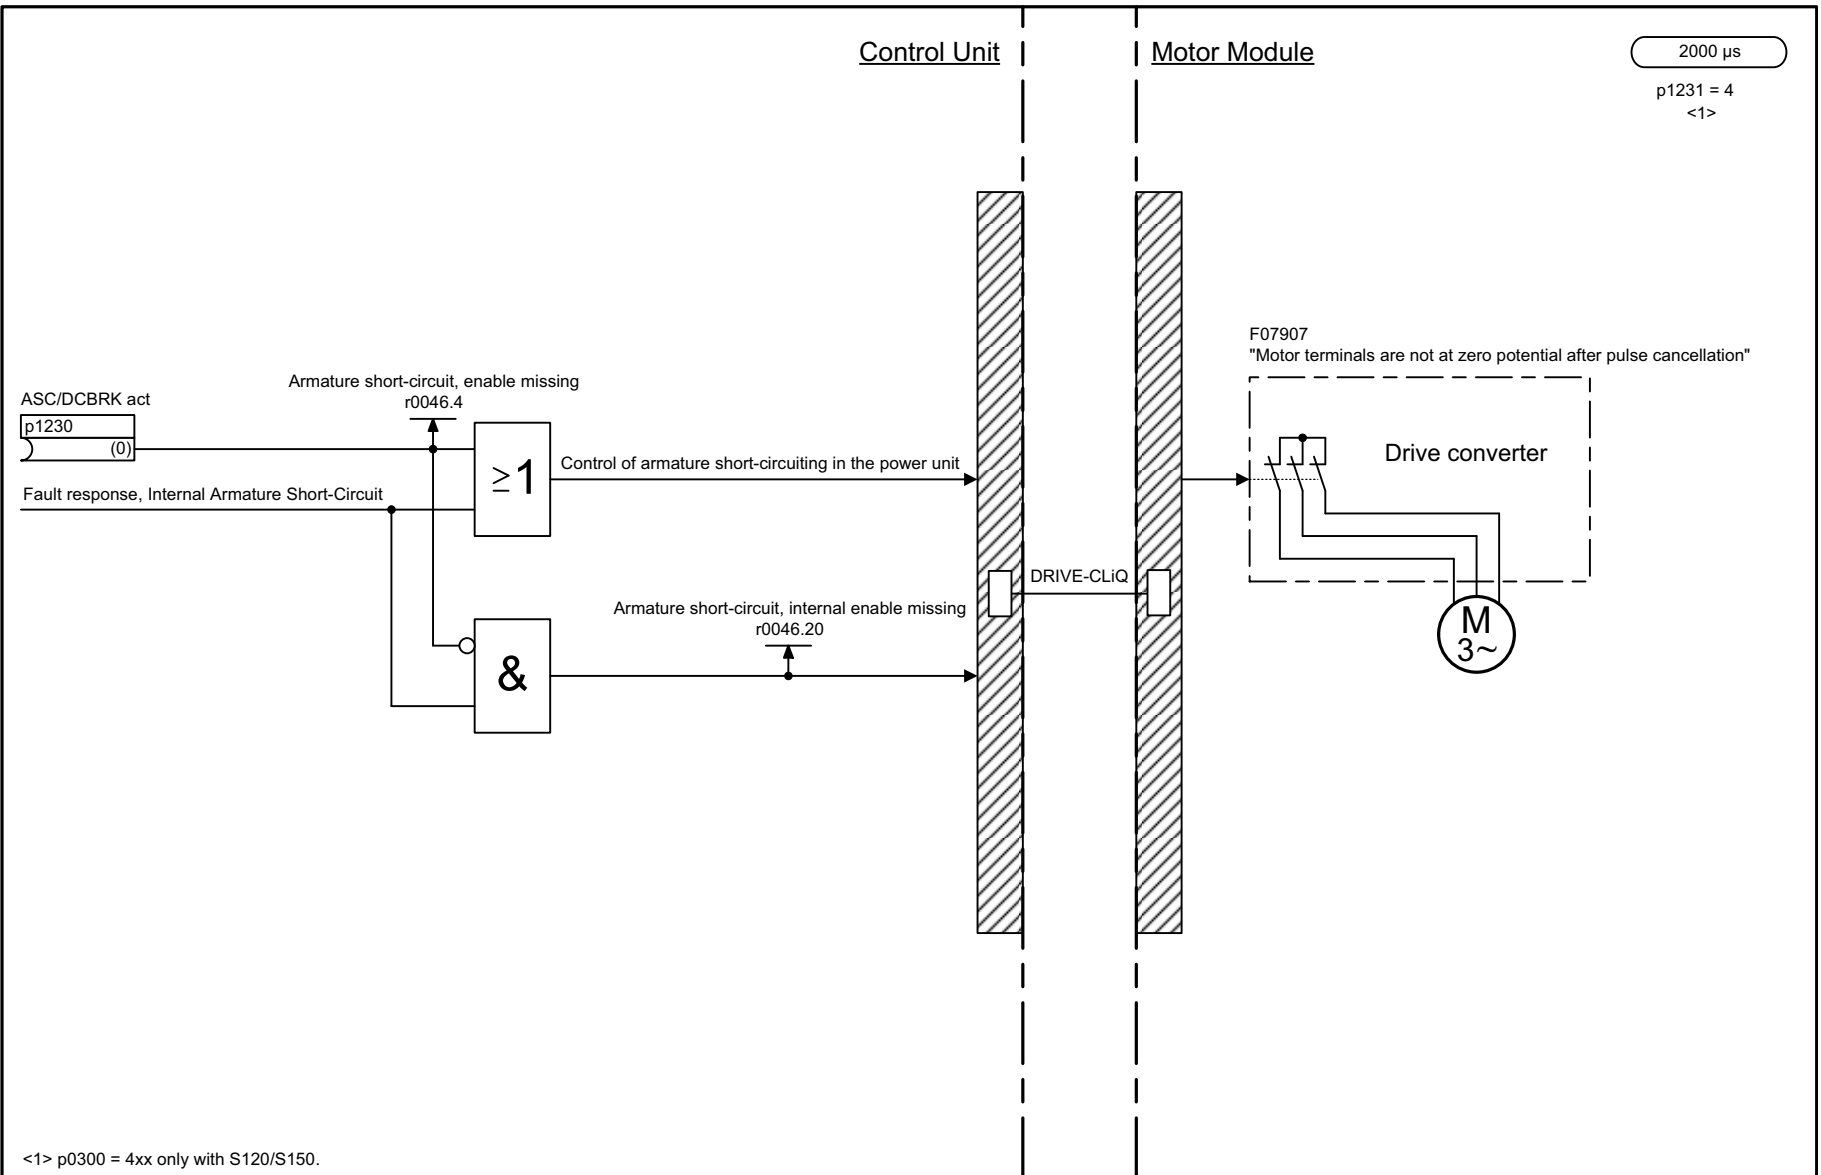 Control Unit
Motor Module
2000 µs
p1231 = 4
<1>
F07907
"Motor terminals are not at zero potential after pulse cancellation"
Armature short-circuit, enable missing
r0046.4
ASC/DCBRK act
p1230
(0)
≥1
Control of armature short-circuiting in the power unit
Drive converter
Fault response, Internal Armature Short-Circuit
DRIVE-CLiQ
Armature short-circuit, internal enable missing
r0046.20
M
3~
&
<1> p0300 = 4xx only with S120/S150.